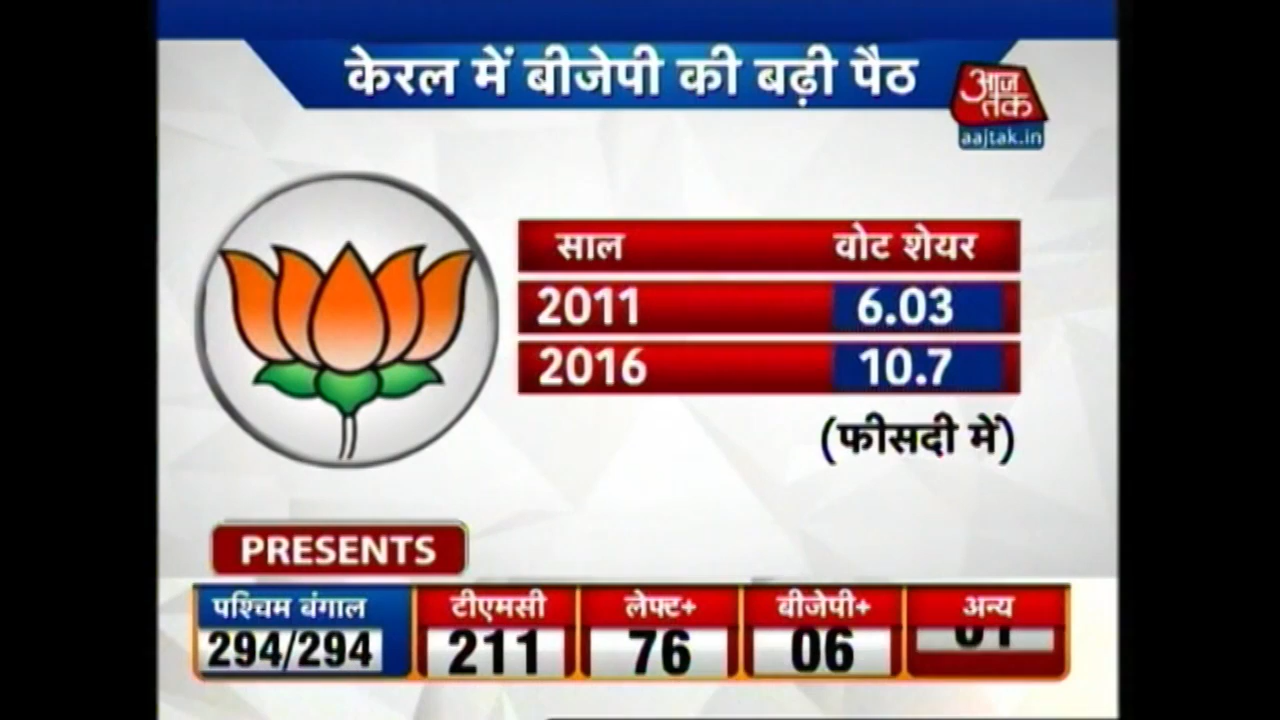 केरल में बीजेपी की बढ़ी पैठ
आज
तक
aajtak.in
साल वोट शेयर
2011 6.03
2016 10.7
(फीसदी में)
PRESENTS
पश्चिम बंगाल टीएमसी लेफ्ट+ बीजेपी+ अन्य
294/294 211 76 06